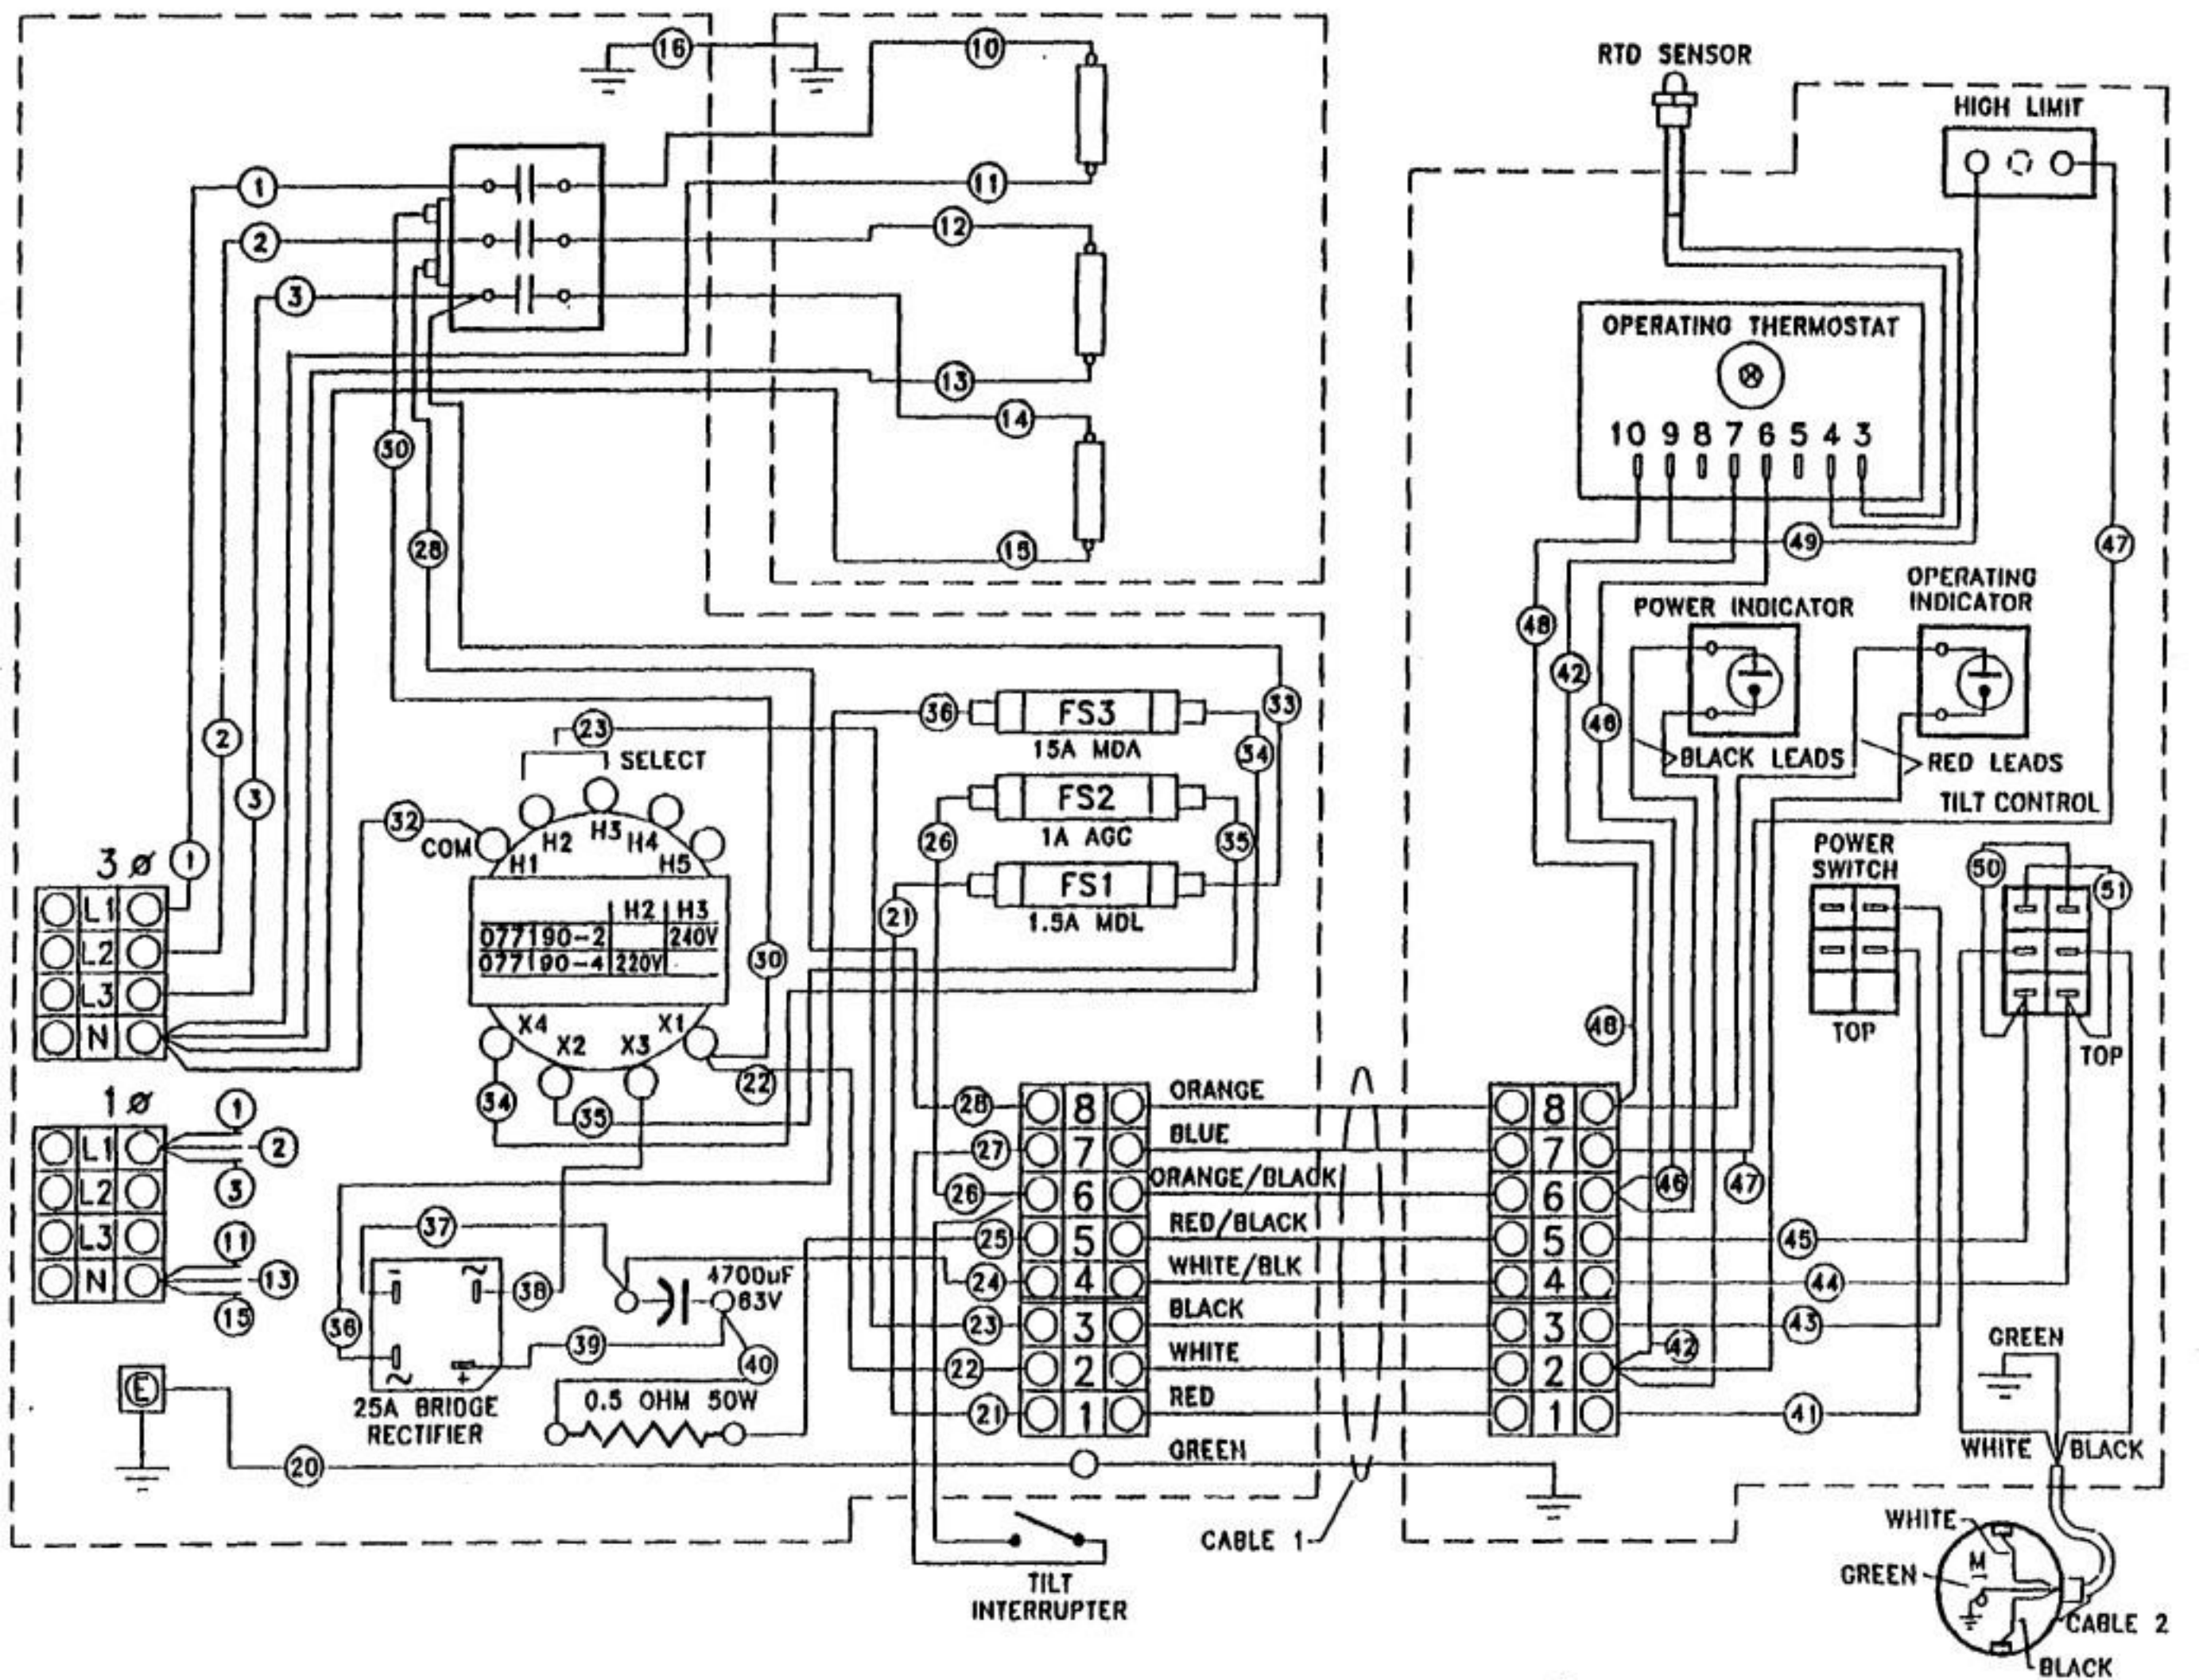 16
10
11
12
13
14
15
1
2
3
30
28
RTD SENSOR
HIGH LIMIT
OPERATING THERMOSTAT
10 9 8 7 6 5 4 3
49
47
48
42
46
POWER INDICATOR
OPERATING
INDICATOR
BLACK LEADS
RED LEADS
TILT CONTROL
POWER
SWITCH
TOP
50
51
TOP
36
FS3
15A MDA
33
34
26
FS2
1A AGC
35
21
FS1
1.5A MDL
23
SELECT
32
COM
H1
H2
H3
H4
H5
H2 H3
077190-2 240V
077190-4 220V
X4
X2
X3
X1
30
22
34
35
1
2
3
3 ø
L1
L2
L3
N
1 ø
L1
L2
L3
N
1
2
3
11
13
15
E
20
37
38
36
39
40
4700uF
63V
25A BRIDGE
RECTIFIER
0.5 OHM 50W
28 8 ORANGE 8
27 7 BLUE 7
26 6 ORANGE/BLACK 6
25 5 RED/BLACK 5
24 4 WHITE/BLK 4
23 3 BLACK 3
22 2 WHITE 2
21 1 RED 1
GREEN
48
46
47
45
44
43
42
41
CABLE 1
TILT
INTERRUPTER
GREEN
WHITE
BLACK
WHITE
M
GREEN
CABLE 2
BLACK